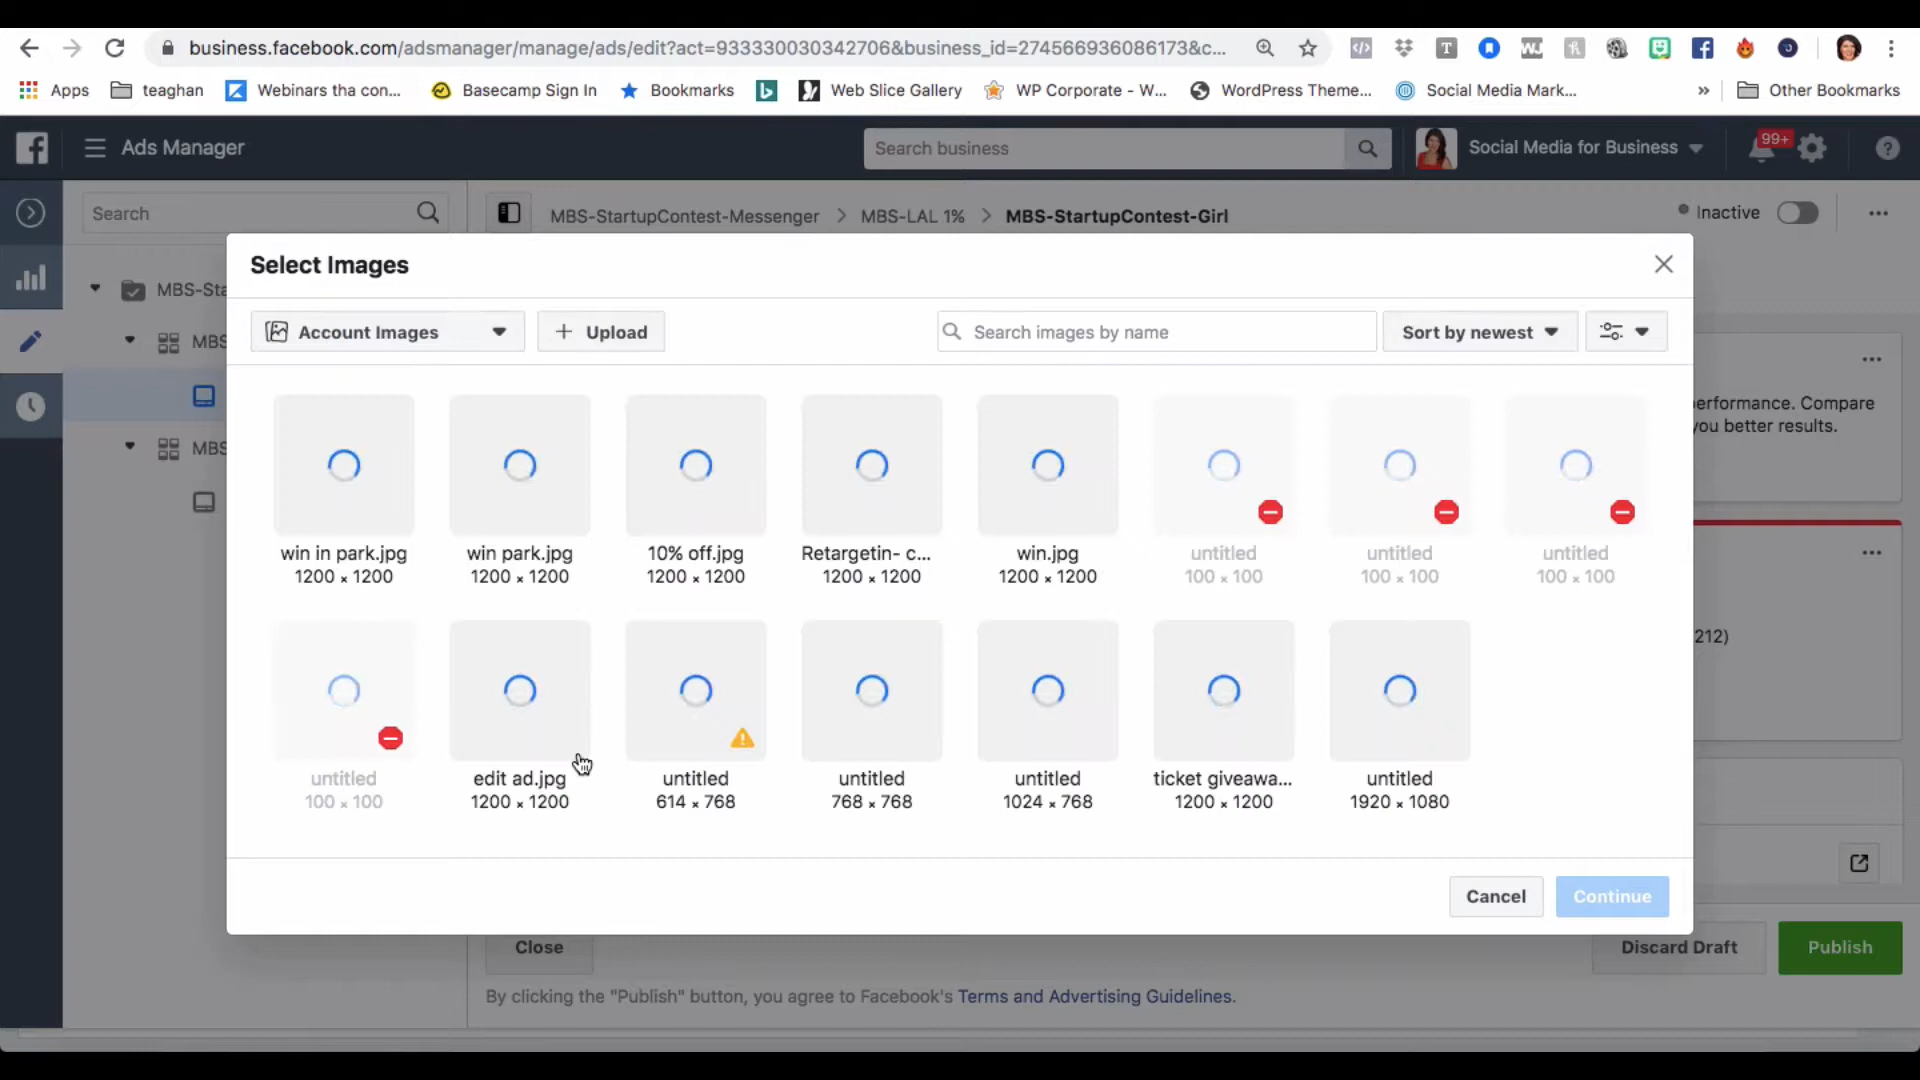 business.facebook.com/adsmanager/manage/ads/edit?act=933330030342706&business_id=274566936086173&c...
Apps teaghan Webinars tha con... Basecamp Sign In Bookmarks Web Slice Gallery WP Corporate - W... WordPress Theme... Social Media Mark... » Other Bookmarks
Ads Manager Search business Social Media for Business 99+
Search MBS-StartupContest-Messenger > MBS-LAL 1% > MBS-StartupContest-Girl Inactive
Select Images
Account Images + Upload Search images by name Sort by newest
MBS-Sta
MBS
MBS
erformance. Compare
you better results.
win in park.jpg win park.jpg 10% off.jpg Retargetin- c... win.jpg untitled untitled untitled
1200 × 1200 1200 × 1200 1200 × 1200 1200 × 1200 1200 × 1200 100 × 100 100 × 100 100 × 100
212)
untitled edit ad.jpg untitled untitled untitled ticket giveawa... untitled
100 × 100 1200 × 1200 614 × 768 768 × 768 1024 × 768 1200 × 1200 1920 × 1080
Cancel Continue
Close Discard Draft Publish
By clicking the "Publish" button, you agree to Facebook's Terms and Advertising Guidelines.